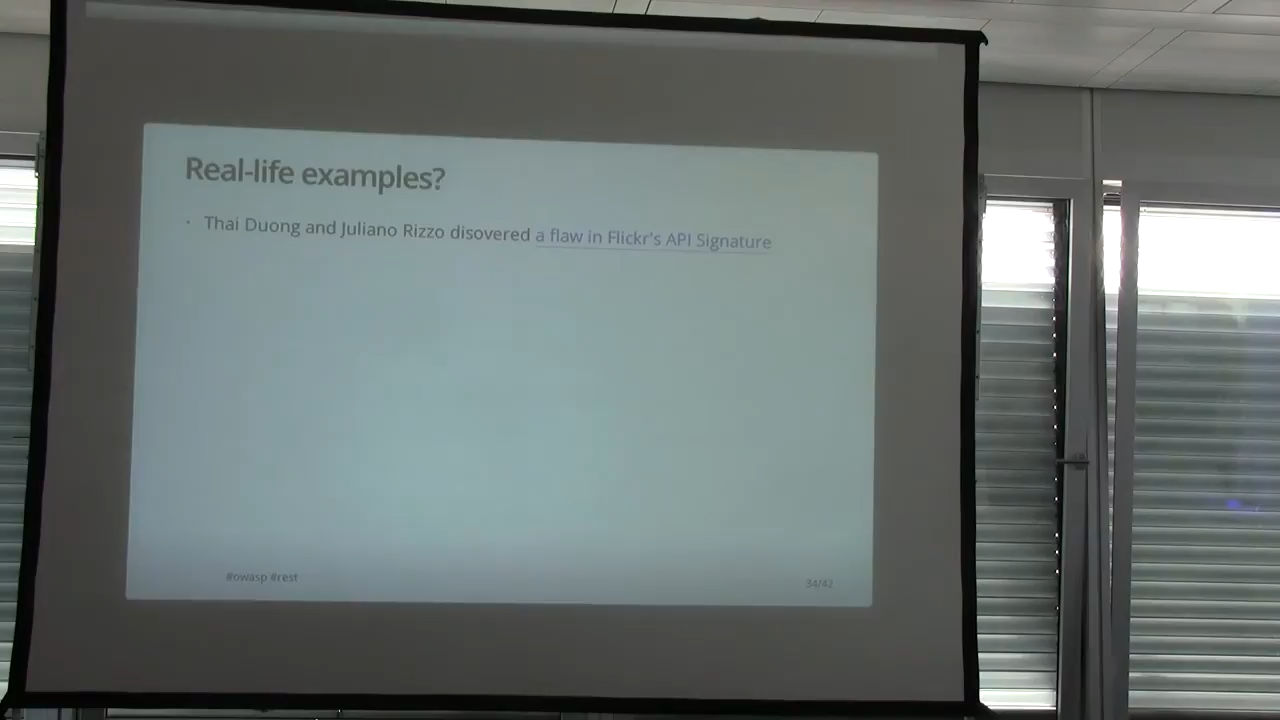 Real-life examples?
· Thai Duong and Juliano Rizzo disovered a flaw in Flickr's API Signature
#owasp #rest
34/42